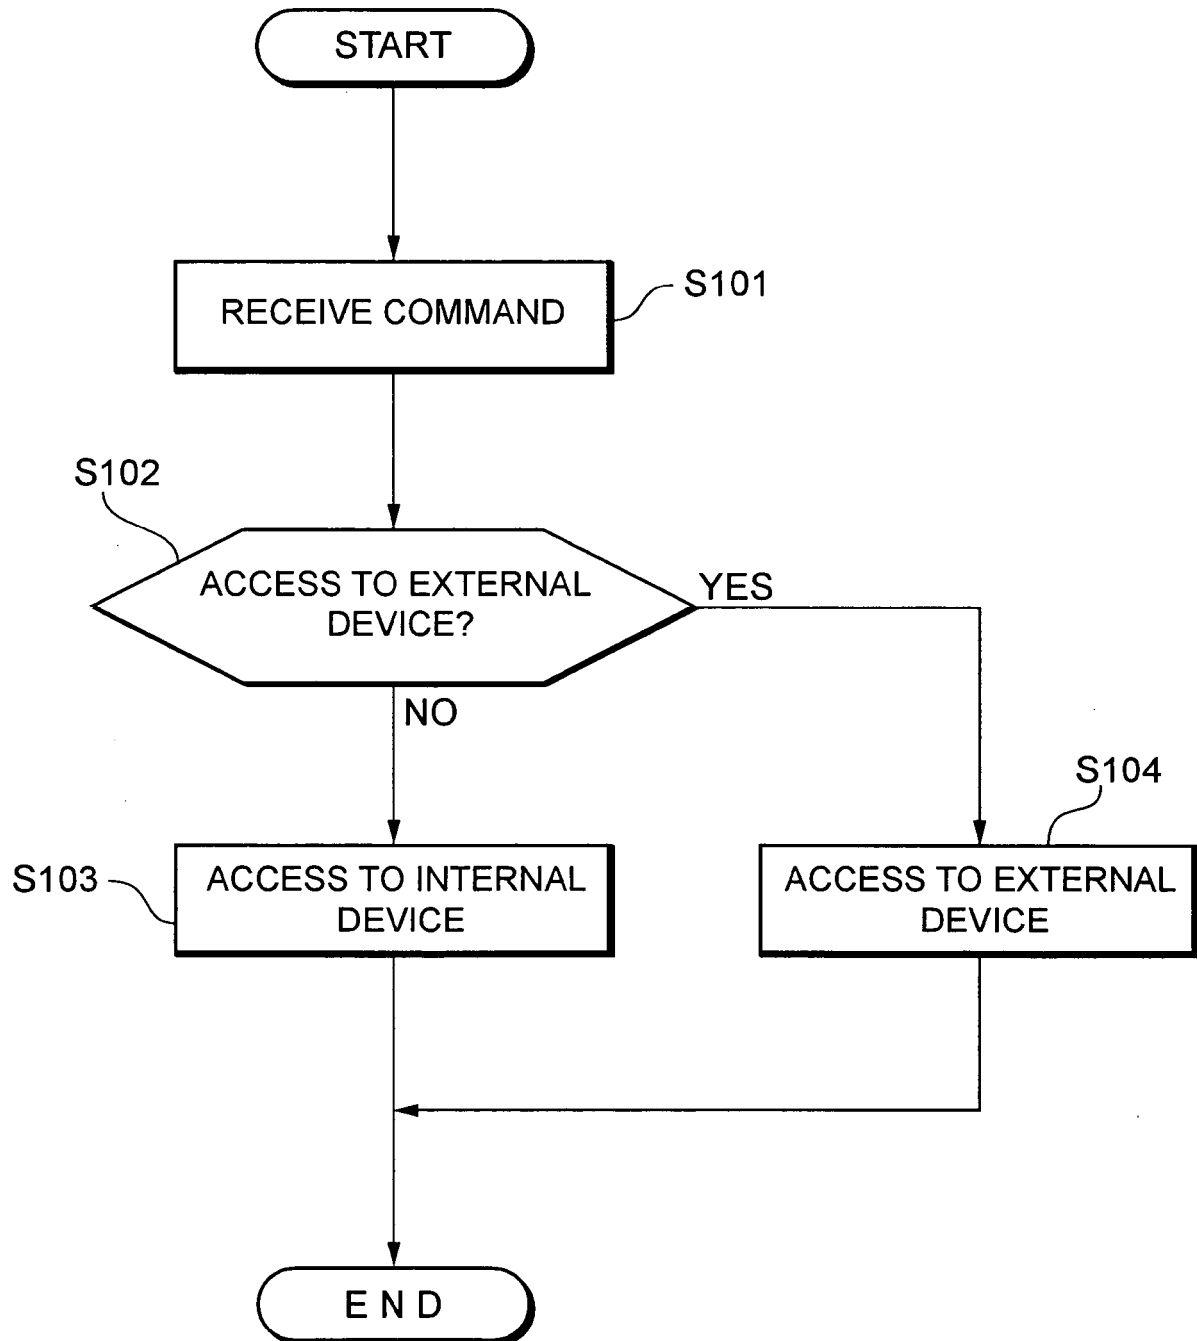 START
RECEIVE COMMAND
S101
S102
ACCESS TO EXTERNAL
DEVICE?
YES
NO
S103
ACCESS TO INTERNAL
DEVICE
S104
ACCESS TO EXTERNAL
DEVICE
E N D